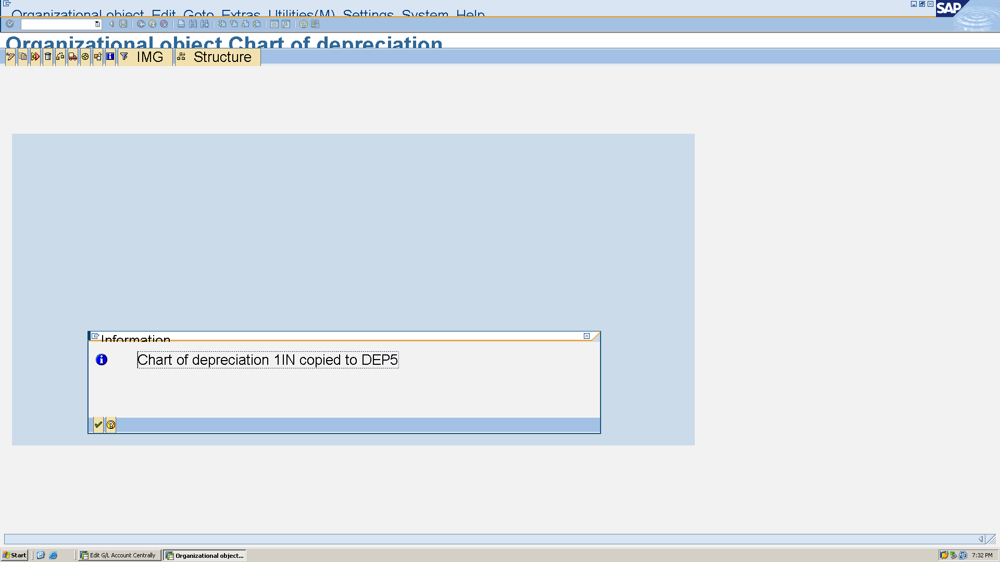 Organizational object Edit Goto Extras Utilities(M) Settings System Help
SAP
Organizational object Chart of depreciation
IMG Structure
Information
Chart of depreciation 1IN copied to DEP5
Start Edit G/L Account Centrally Organizational object... 7:32 PM